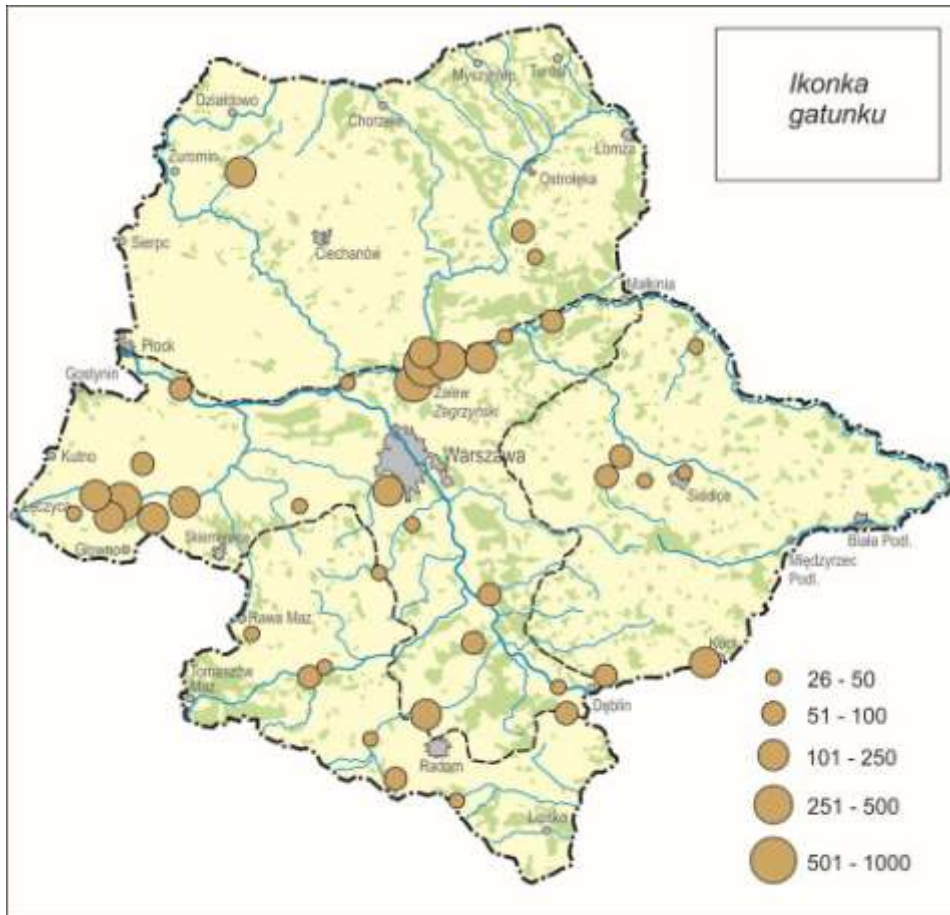 Ikonka
gatunku
Myszyniec
Turośl
Działdowo
Chorzele
Łomża
Żuromin
Ostrołęka
Sierpc
Ciechanów
Małkinia
Płock
Gostynin
Zalew
Zegrzyński
Kutno
Warszawa
Siedlce
Łęczyca
Skierniewice
Głowno
Biała Podl.
Międzyrzec
Podl.
Rawa Maz.
Kock
Tomaszów
Maz
Dęblin
Radom
Lipsko
26 - 50
51 - 100
101 - 250
251 - 500
501 - 1000